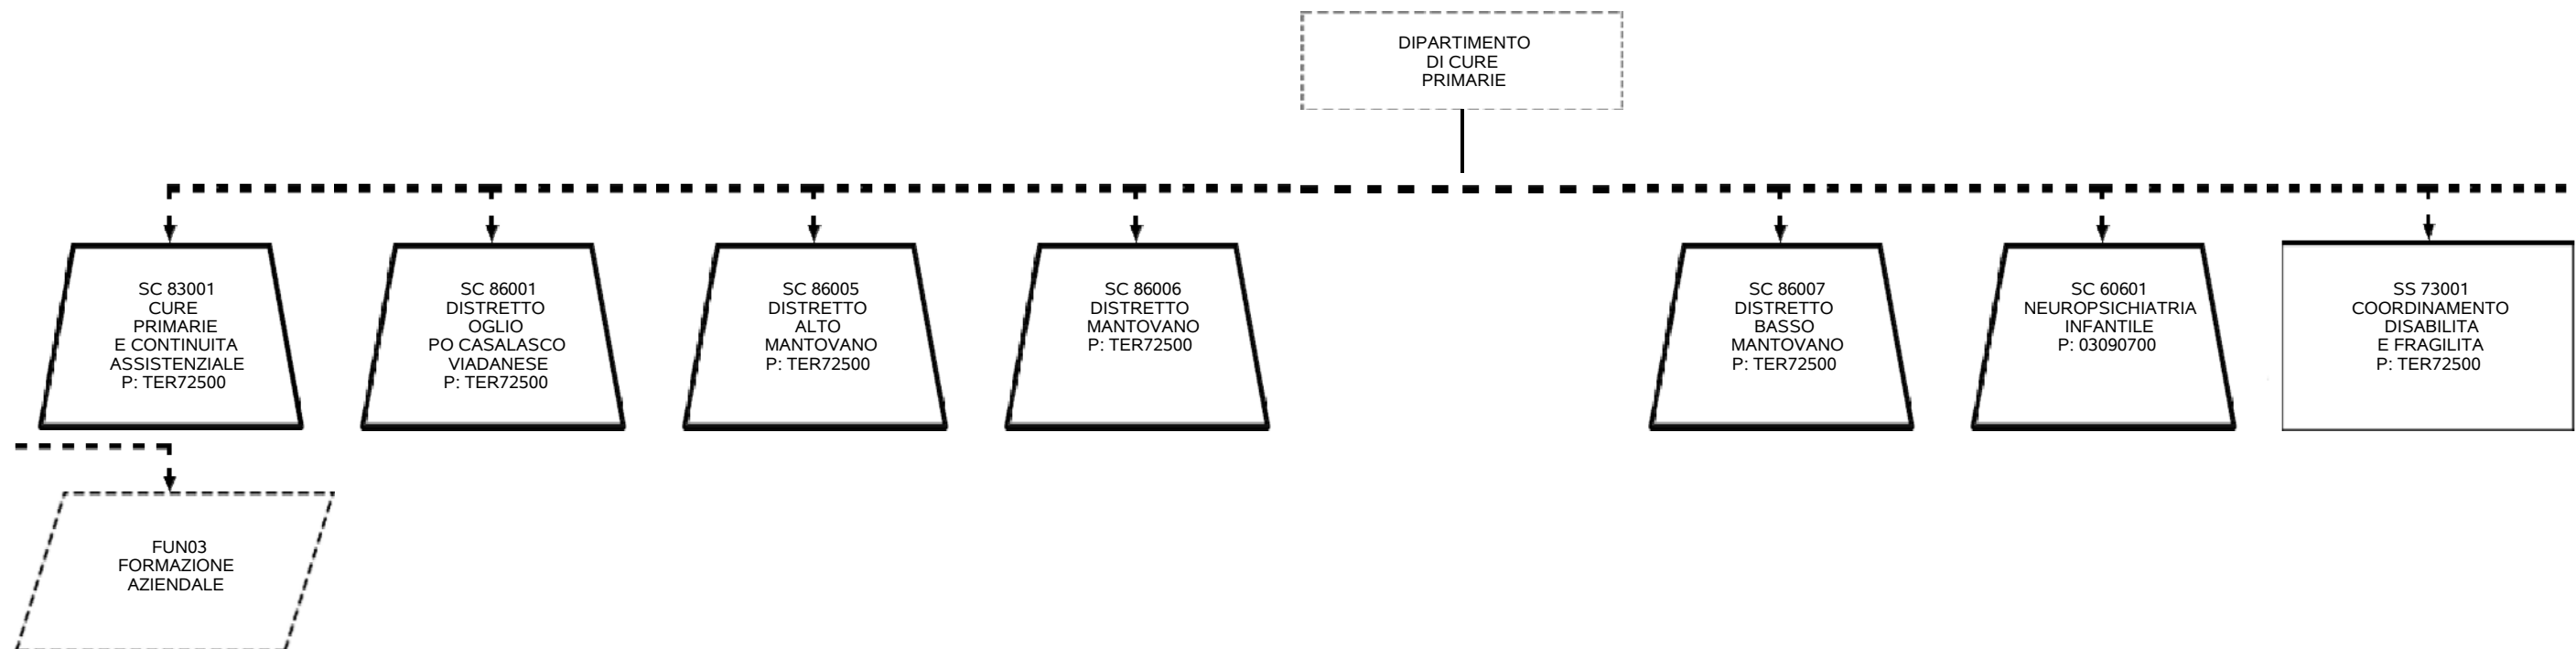 DIPARTIMENTO
DI CURE
PRIMARIE
SC 83001
CURE
PRIMARIE
E CONTINUITA
ASSISTENZIALE
P: TER72500
SC 86001
DISTRETTO
OGLIO
PO CASALASCO
VIADANESE
P: TER72500
SC 86005
DISTRETTO
ALTO
MANTOVANO
P: TER72500
SC 86006
DISTRETTO
MANTOVANO
P: TER72500
SC 86007
DISTRETTO
BASSO
MANTOVANO
P: TER72500
SC 60601
NEUROPSICHIATRIA
INFANTILE
P: 03090700
SS 73001
COORDINAMENTO
DISABILITA
E FRAGILITA
P: TER72500
FUN03
FORMAZIONE
AZIENDALE